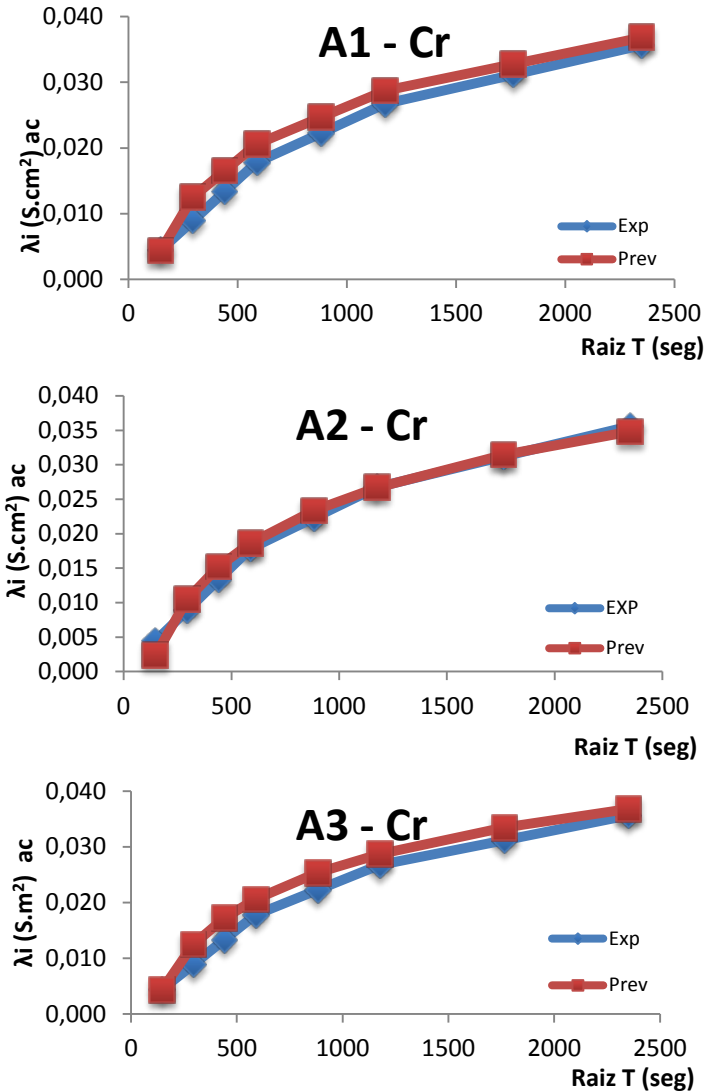 A1 - Cr
λi (S.cm²) ac
0,040
0,030
0,020
0,010
0,000
Exp
Prev
0 500 1000 1500 2000 2500
Raiz T (seg)
A2 - Cr
λi (S.cm²) ac
0,040
0,035
0,030
0,025
0,020
0,015
0,010
0,005
0,000
EXP
Prev
0 500 1000 1500 2000 2500
Raiz T (seg)
A3 - Cr
λi (S.m²) ac
0,040
0,030
0,020
0,010
0,000
Exp
Prev
0 500 1000 1500 2000 2500
Raiz T (seg)